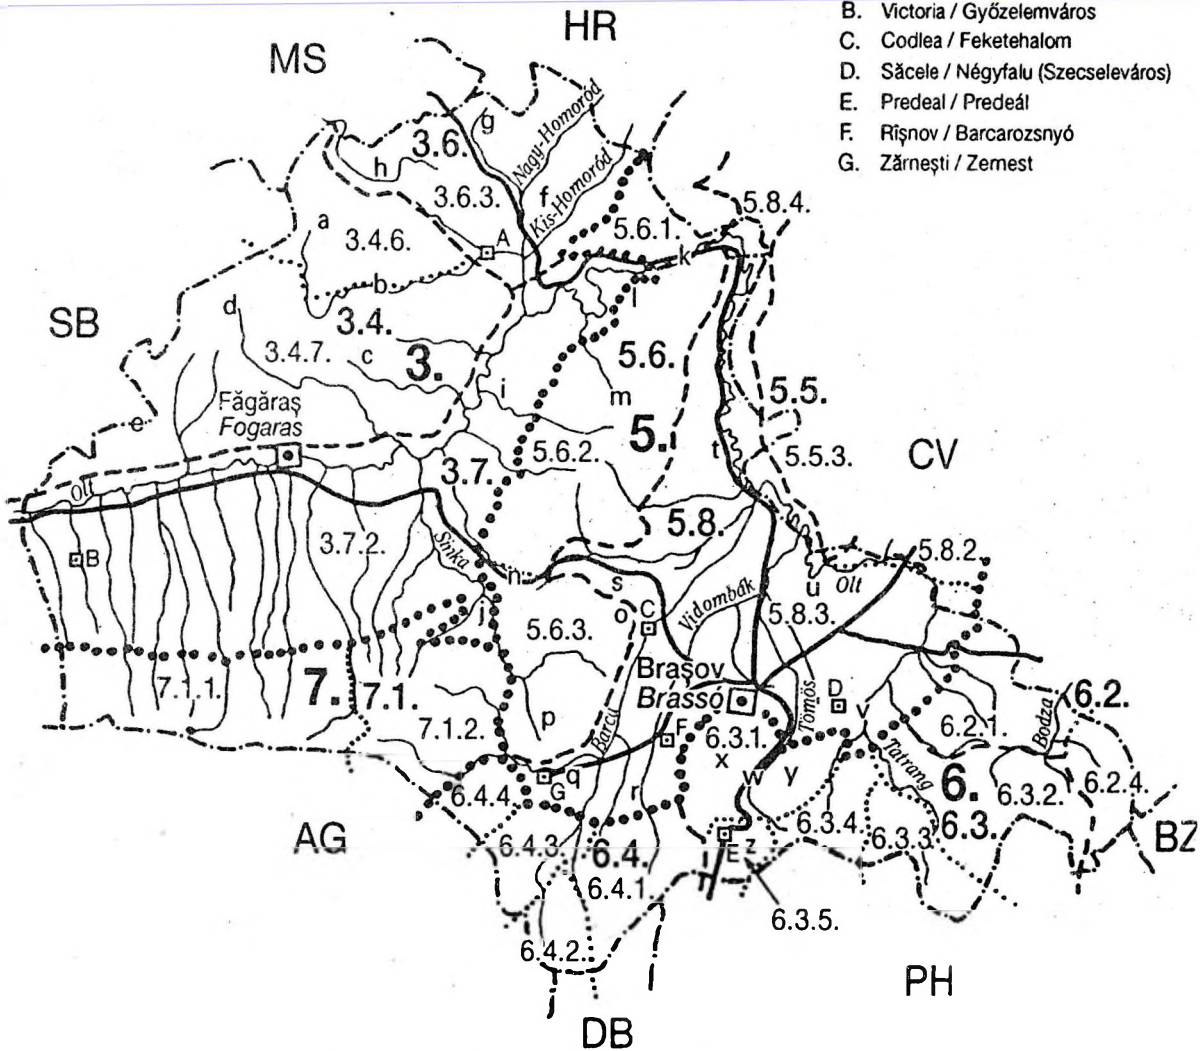 HR
B. Victoria / Győzelemváros
MS
C. Codlea / Feketehalom
D. Săcele / Négyfalu (Szecseleváros)
E. Predeal / Predeál
F. Rîşnov / Barcarozsnyó
G. Zărneşti / Zernest
g
3.6.
Nagy-Homoród
h
3.6.3.
f
Kis-Homoród
5.8.4.
a
3.4.6.
A
5.6.1.
b
k
l
SB
d
3.4.
3.4.7.
c
3.
5.6.
i
m
5.5.
Făgăraş
Fogaras
e
5.
5.6.2.
t
5.5.3.
CV
3.7.
Olt
5.8.
B
3.7.2.
Sinka
n
s
5.8.2.
u
Olt
Vidombák
5.8.3.
j
o
C
5.6.3.
Braşov
Brassó
7.1.1.
7.
7.1.
7.1.2.
p
Barca
F
6.3.1.
Tömös
D
v
6.2.1.
Bodza
6.2.
x
y
w
Tatrang
6.
6.3.2.
6.2.4.
G
q
r
6.4.4.
6.3.4.
6.3.3.
6.3.
AG
6.4.3.
6.4.
E
z
BZ
6.4.1.
6.3.5.
6.4.2.
PH
DB